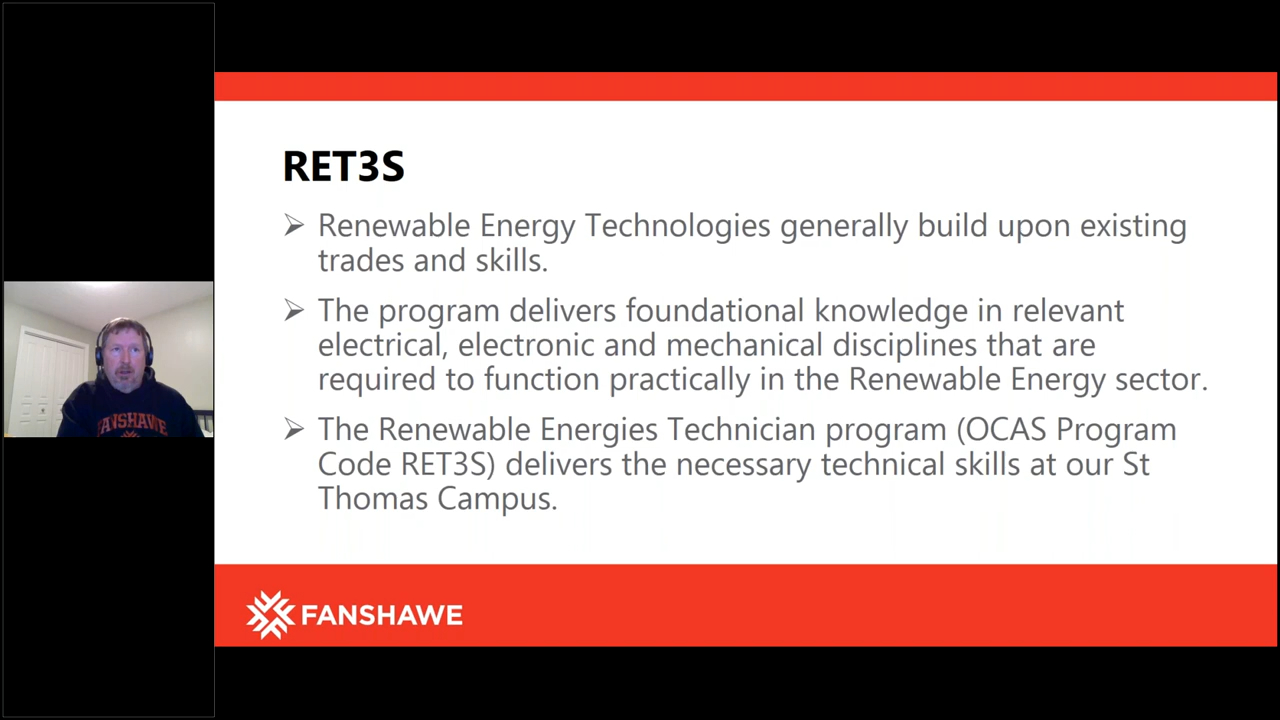 RET3S
Renewable Energy Technologies generally build upon existing
trades and skills.
The program delivers foundational knowledge in relevant
electrical, electronic and mechanical disciplines that are
required to function practically in the Renewable Energy sector.
The Renewable Energies Technician program (OCAS Program
Code RET3S) delivers the necessary technical skills at our St
Thomas Campus.
FANSHAWE
FANSHAWE